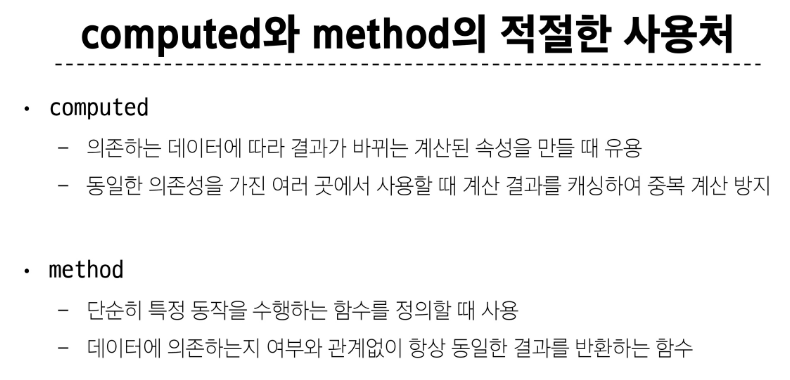 computed와 method의 적절한 사용처
• computed
– 의존하는 데이터에 따라 결과가 바뀌는 계산된 속성을 만들 때 유용
– 동일한 의존성을 가진 여러 곳에서 사용할 때 계산 결과를 캐싱하여 중복 계산 방지
• method
– 단순히 특정 동작을 수행하는 함수를 정의할 때 사용
– 데이터에 의존하는지 여부와 관계없이 항상 동일한 결과를 반환하는 함수